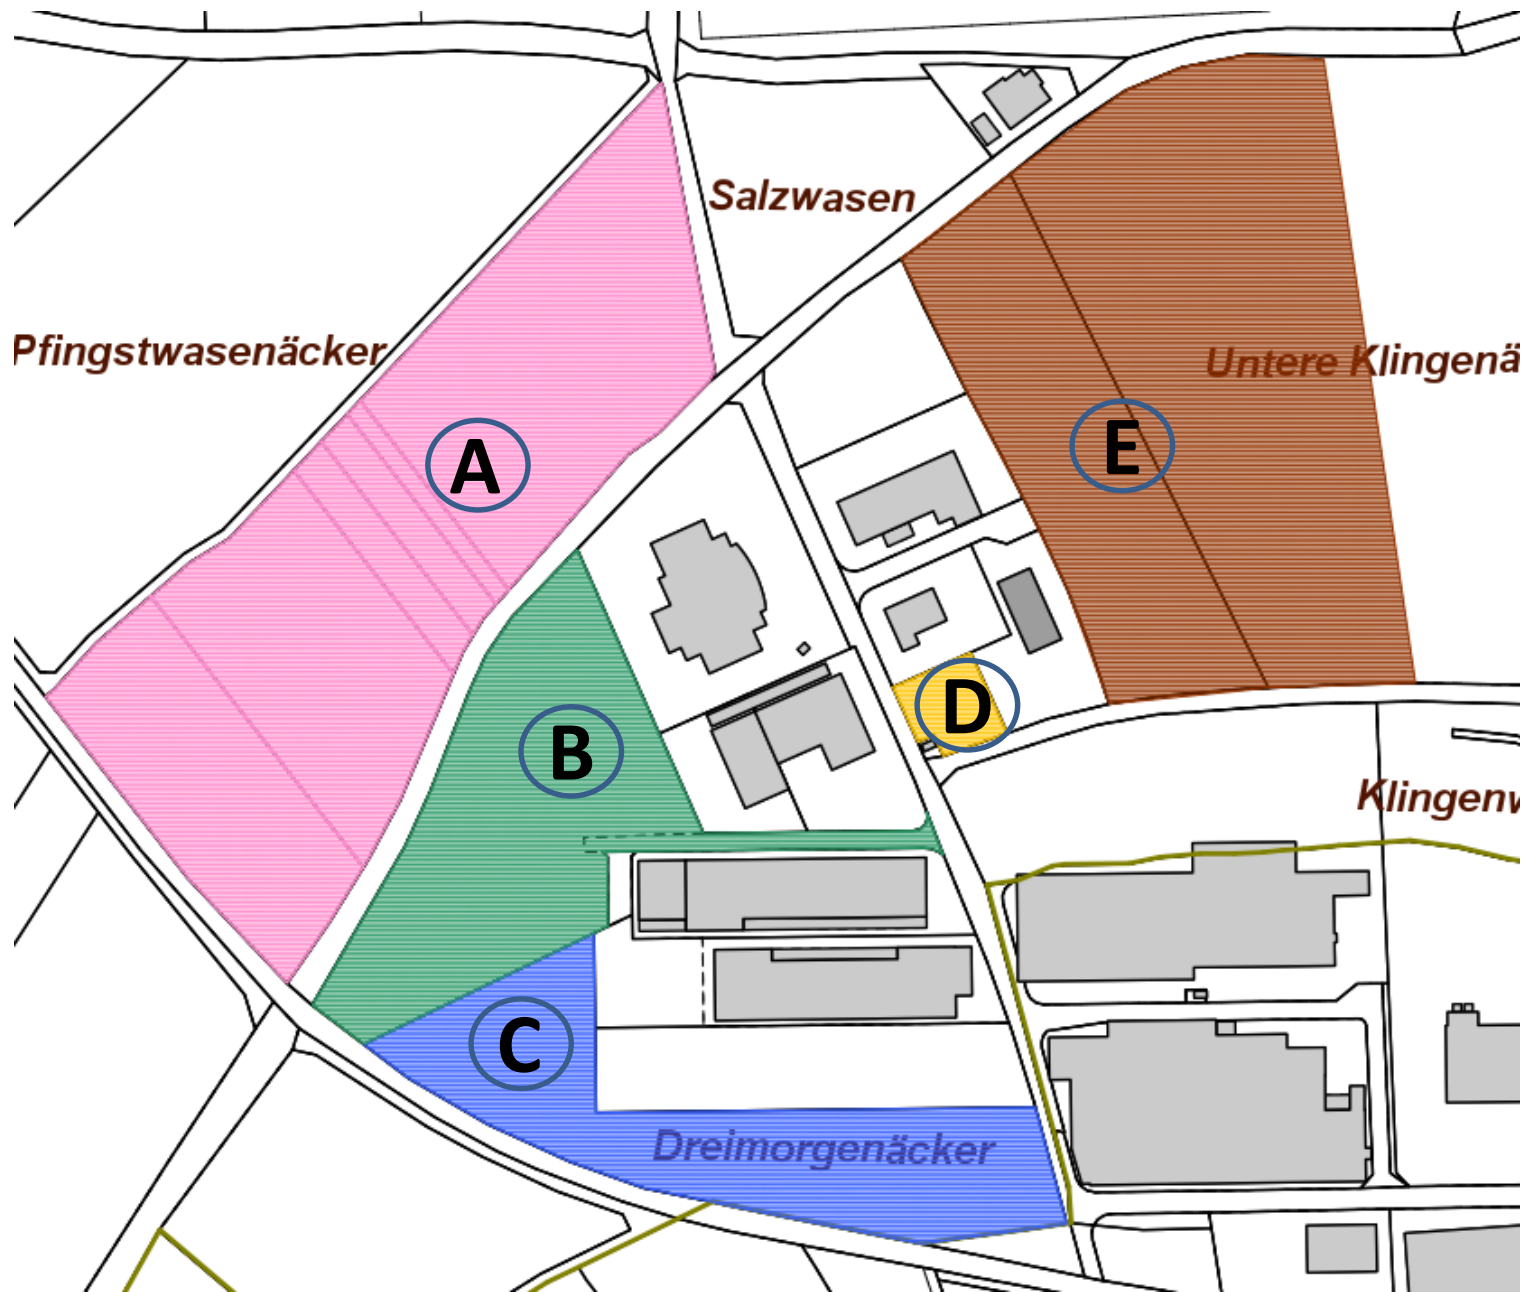 Salzwasen
Pfingstwasenäcker
Untere Klingenä
A
E
D
B
Klingenw
C
Dreimorgenäcker